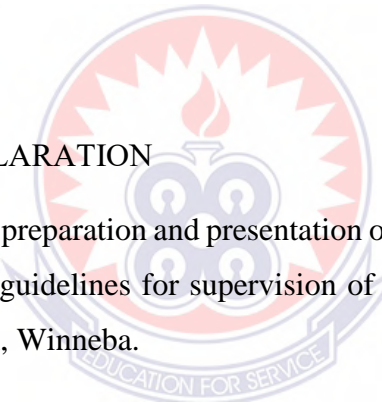 LARATION
preparation and presentation o
guidelines for supervision of
, Winneba.
EDUCATION FOR SERVICE